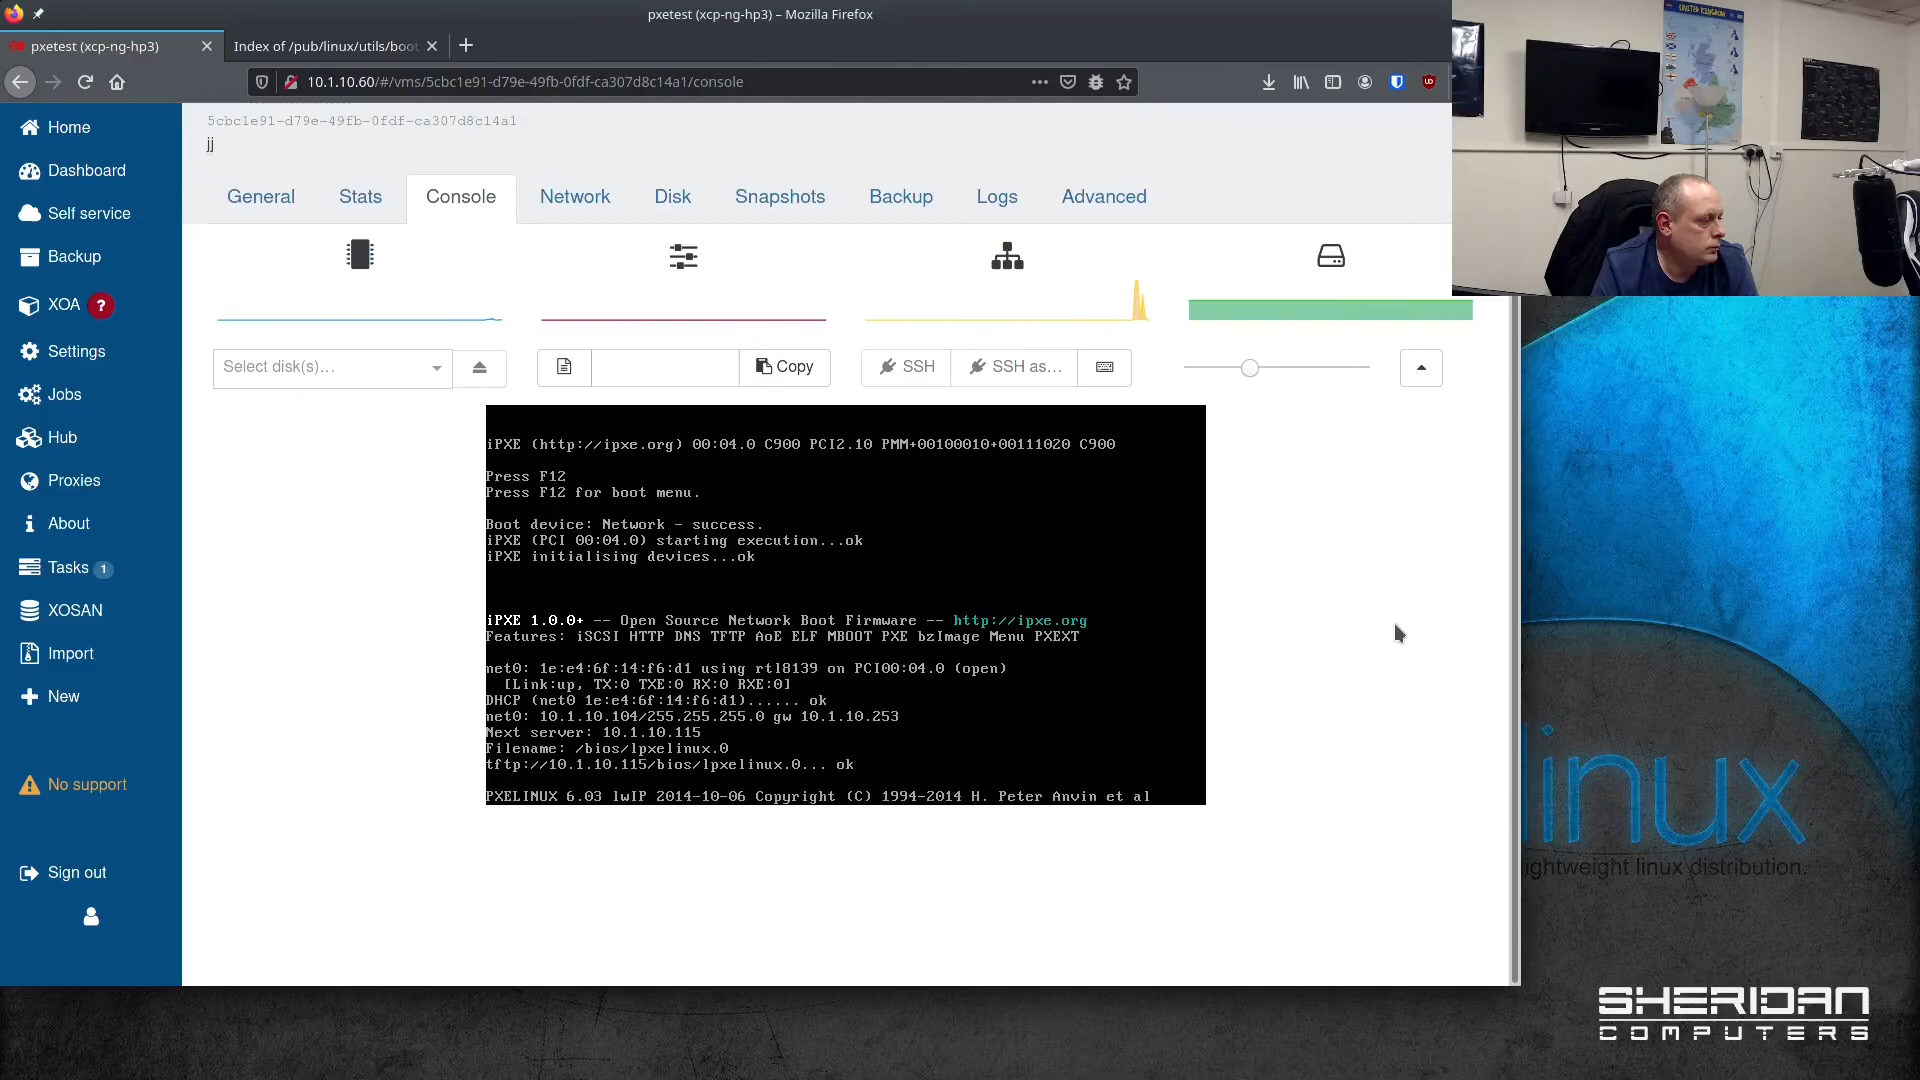 pxetest (xcp-ng-hp3) – Mozilla Firefox
pxetest (xcp-ng-hp3)
Index of /pub/linux/utils/boot
10.1.10.60/#/vms/5cbc1e91-d79e-49fb-0fdf-ca307d8c14a1/console
UNITED KINGDOM
Home
Dashboard
Self service
Backup
XOA ?
Settings
Jobs
Hub
Proxies
About
Tasks 1
XOSAN
Import
New
No support
Sign out
5cbc1e91-d79e-49fb-0fdf-ca307d8c14a1
jj
General Stats Console Network Disk Snapshots Backup Logs Advanced
Select disk(s)... Copy SSH SSH as...
iPXE (http://ipxe.org) 00:04.0 C900 PCI2.10 PMM+00100010+00111020 C900
Press F12
Press F12 for boot menu.
Boot device: Network - success.
iPXE (PCI 00:04.0) starting execution...ok
iPXE initialising devices...ok
iPXE 1.0.0+ -- Open Source Network Boot Firmware -- http://ipxe.org
Features: iSCSI HTTP DNS TFTP AoE ELF MBOOT PXE bzImage Menu PXEXT
net0: 1e:e4:6f:14:f6:d1 using rtl8139 on PCI00:04.0 (open)
[Link:up, TX:0 TXE:0 RX:0 RXE:0]
DHCP (net0 1e:e4:6f:14:f6:d1)...... ok
net0: 10.1.10.104/255.255.255.0 gw 10.1.10.253
Next server: 10.1.10.115
Filename: /bios/lpxelinux.0
tftp://10.1.10.115/bios/lpxelinux.0... ok
PXELINUX 6.03 lwIP 2014-10-06 Copyright (C) 1994-2014 H. Peter Anvin et al
linux
ightweight linux distribution.
SHERIDAN
COMPUTERS